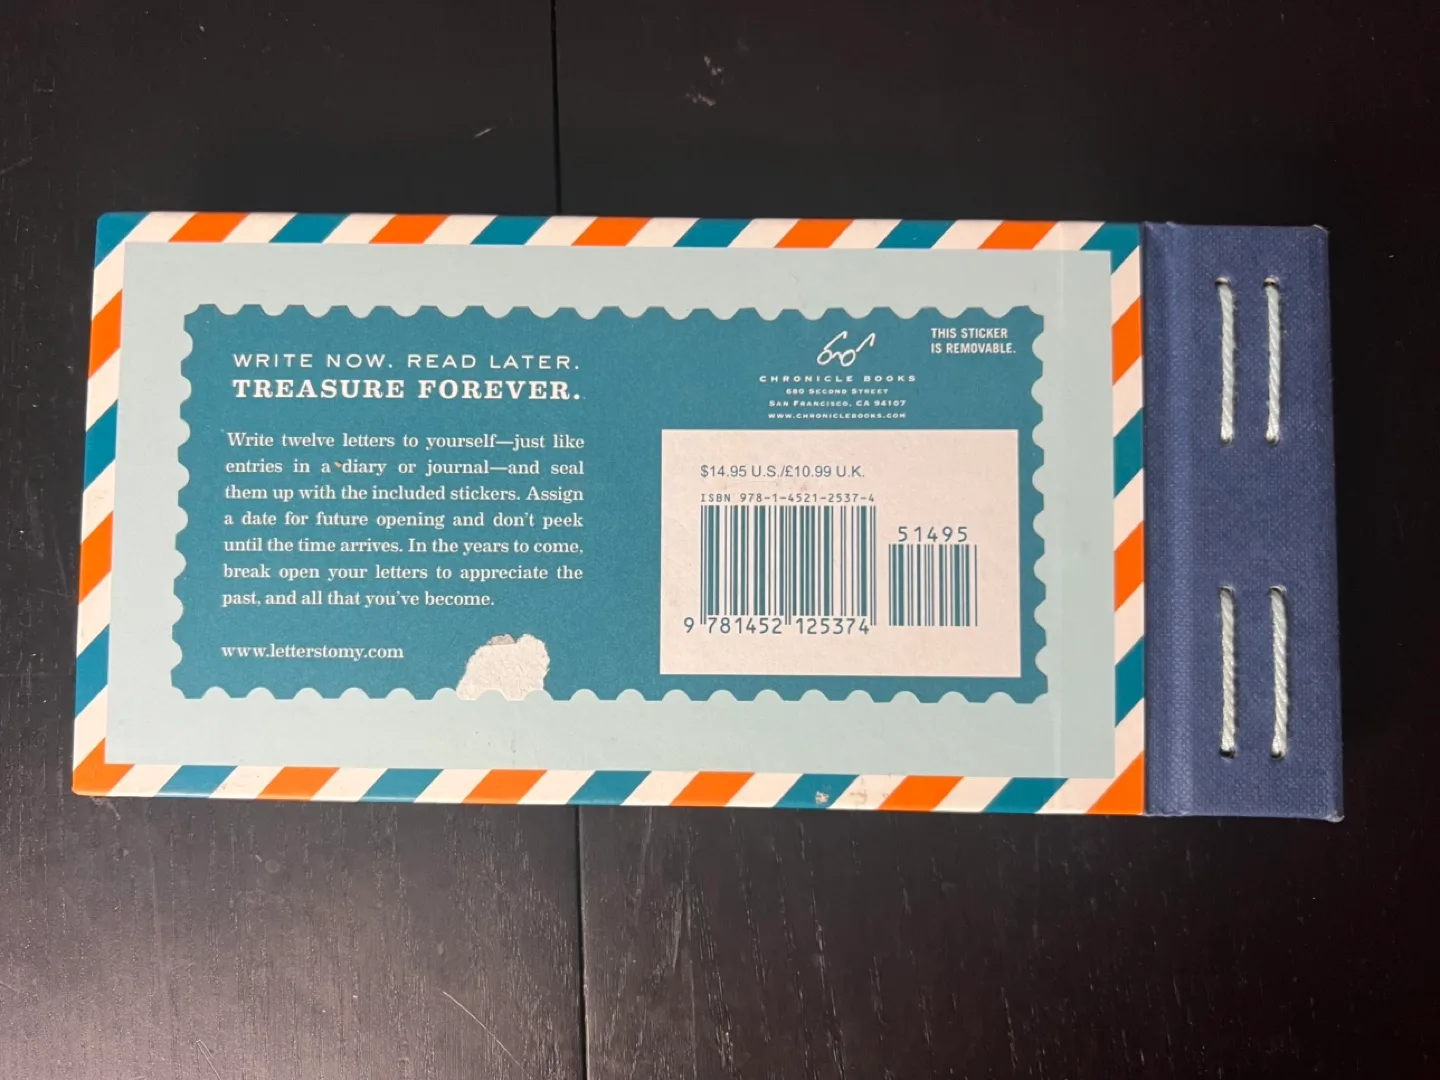 WRITE NOW. READ LATER.
TREASURE FOREVER.
Write twelve letters to yourself—just like
entries in a diary or journal—and seal
them up with the included stickers. Assign
a date for future opening and don't peek
until the time arrives. In the years to come,
break open your letters to appreciate the
past, and all that you've become.
www.letterstomy.com
CHRONICLE BOOKS
680 SECOND STREET
SAN FRANCISCO, CA 94107
WWW.CHRONICLEBOOKS.COM
THIS STICKER
IS REMOVABLE.
$14.95 U.S./£10.99 U.K.
ISBN 978-1-4521-2537-4
51495
9 781452 125374